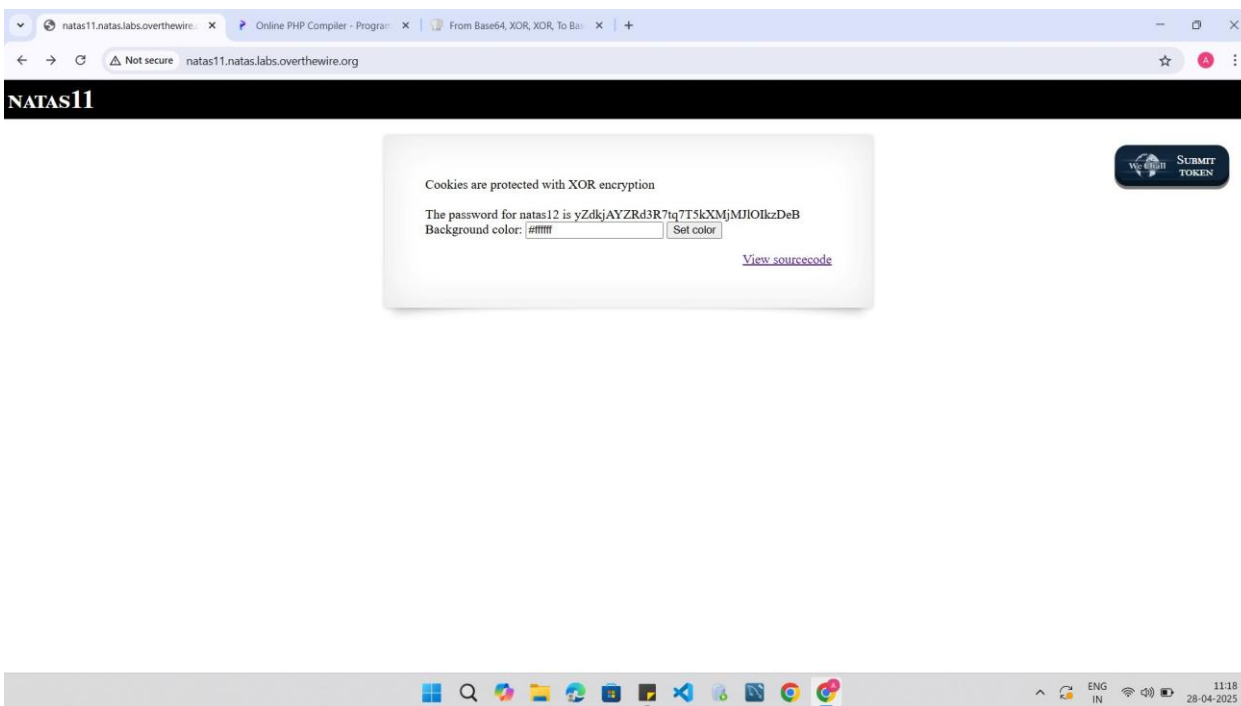 natas11.natas.labs.overthewire.
Online PHP Compiler - Program
From Base64, XOR, XOR, To Bas
Not secure
natas11.natas.labs.overthewire.org
A
NATAS11
We Chall
SUBMIT
TOKEN
Cookies are protected with XOR encryption
The password for natas12 is yZdkjAYZRd3R7tq7T5kXMjMJlOIkzDeB
Background color: #ffffff Set color
View sourcecode
ENG
IN
11:18
28-04-2025